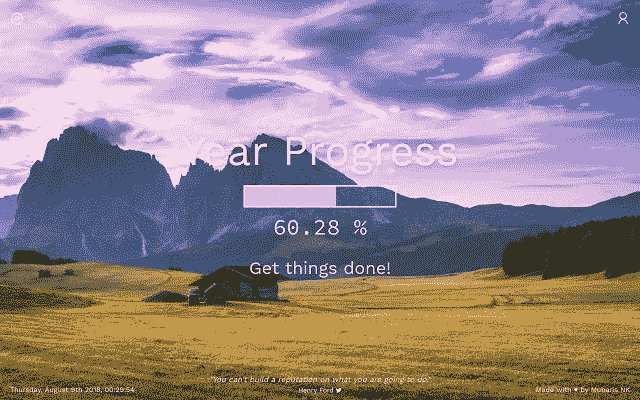 Year Progress
60.28 %
Get things done!
"You can't build a reputation on what you are going to do."
Henry Ford
Thursday, August 9th 2018, 00:29:54
Made with ♥ by Mubaris NK